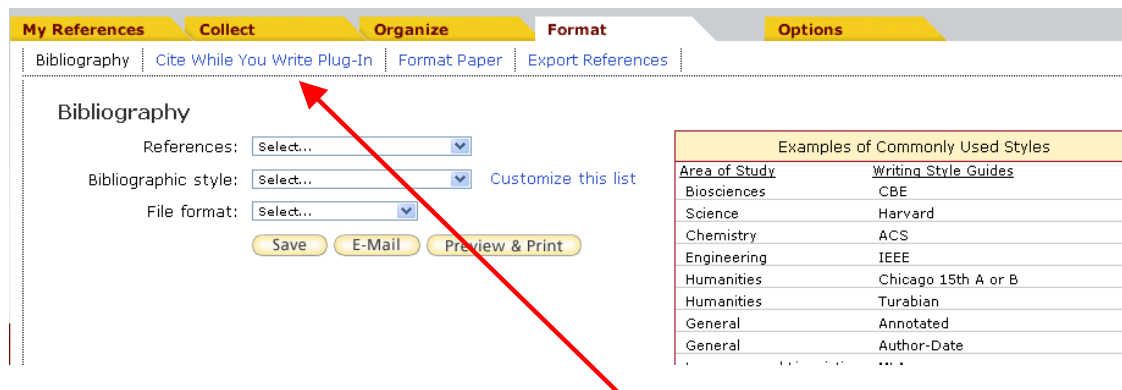 My References Collect Organize Format Options
Bibliography Cite While You Write Plug-In Format Paper Export References
Bibliography
References: Select...
Bibliographic style: Select... Customize this list
File format: Select...
Save E-Mail Preview & Print
Examples of Commonly Used Styles
Area of Study Writing Style Guides
Biosciences CBE
Science Harvard
Chemistry ACS
Engineering IEEE
Humanities Chicago 15th A or B
Humanities Turabian
General Annotated
General Author-Date